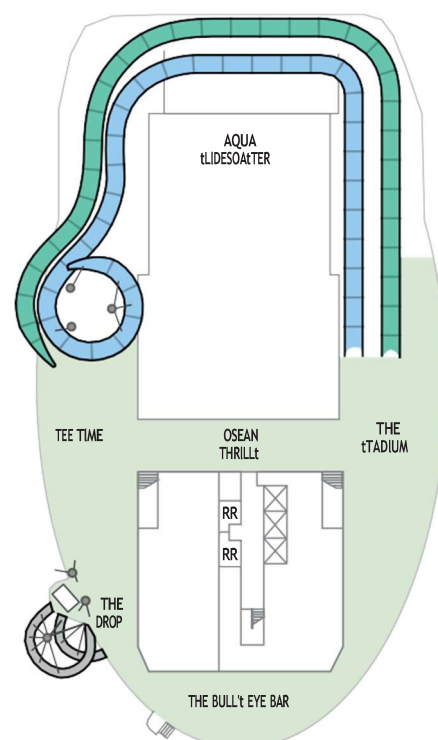 AQUA
tLIDESOAtTER
TEE TIME
OSEAN
THRILLt
THE
tTADIUM
RR
RR
THE
DROP
THE BULL't EYE BAR